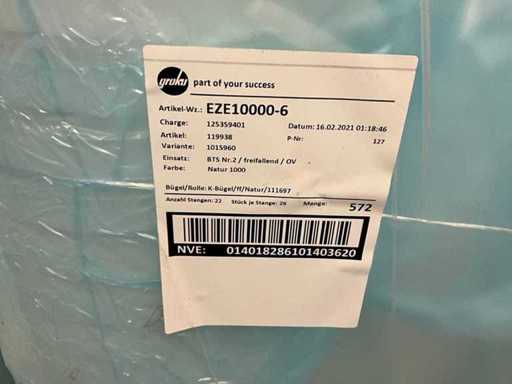 groku part of your success
Artikel-Wz.: EZE10000-6
Charge: 125359401 Datum: 16.02.2021 01:18:46
Artikel: 119938 P-Nr: 127
Variante: 1015960
Einsatz: BTS Nr.2 / freifallend / OV
Farbe: Natur 1000
Bügel/Rolle: K-Bügel/ff/Natur/111697
Anzahl Stangen: 22 Stück je Stange: 26 Menge: 572
NVE: 014018286101403620